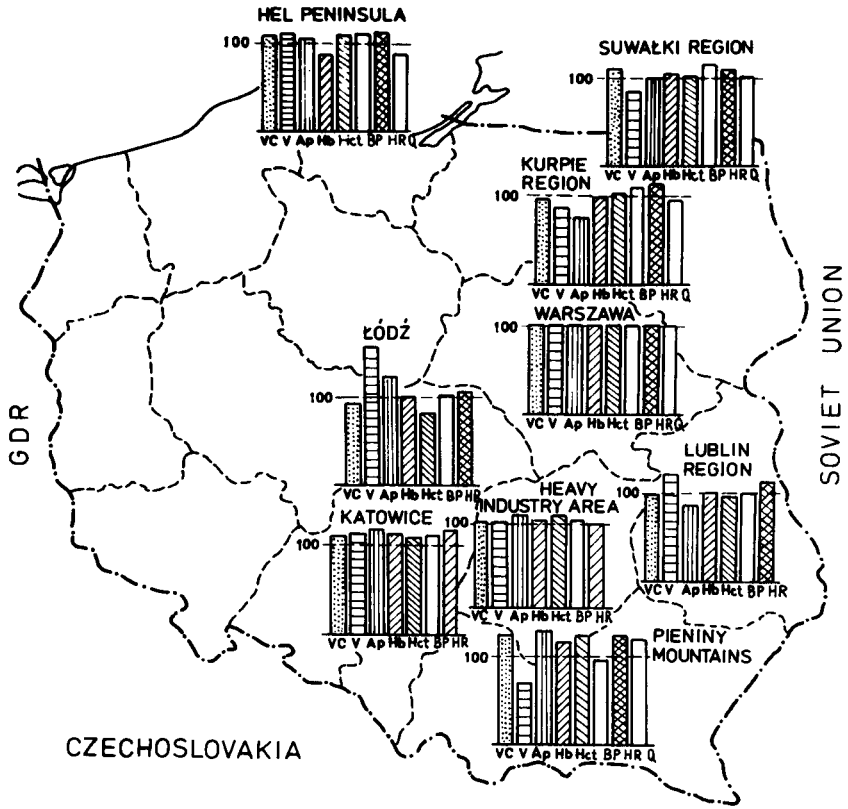 HEL PENINSULA
100
VC V Ap Hb Hct BP HR Q
SUWAŁKI REGION
100
VC V Ap Hb Hct BP HR Q
KURPIE
REGION
100
VC V Ap Hb Hct BP HR Q
WARSZAWA
100
VC V Ap Hb Hct BP HR Q
ŁÓDŹ
100
VC V Ap Hb Hct BP HR
LUBLIN
REGION
100
VC V Ap Hb Hct BP HR
HEAVY
INDUSTRY AREA
100
VC V Ap Hb Hct BP HR
KATOWICE
100
VC V Ap Hb Hct BP HR
PIENINY
MOUNTAINS
100
VC V Ap Hb Hct BP HR Q
GDR
SOVIET UNION
CZECHOSLOVAKIA